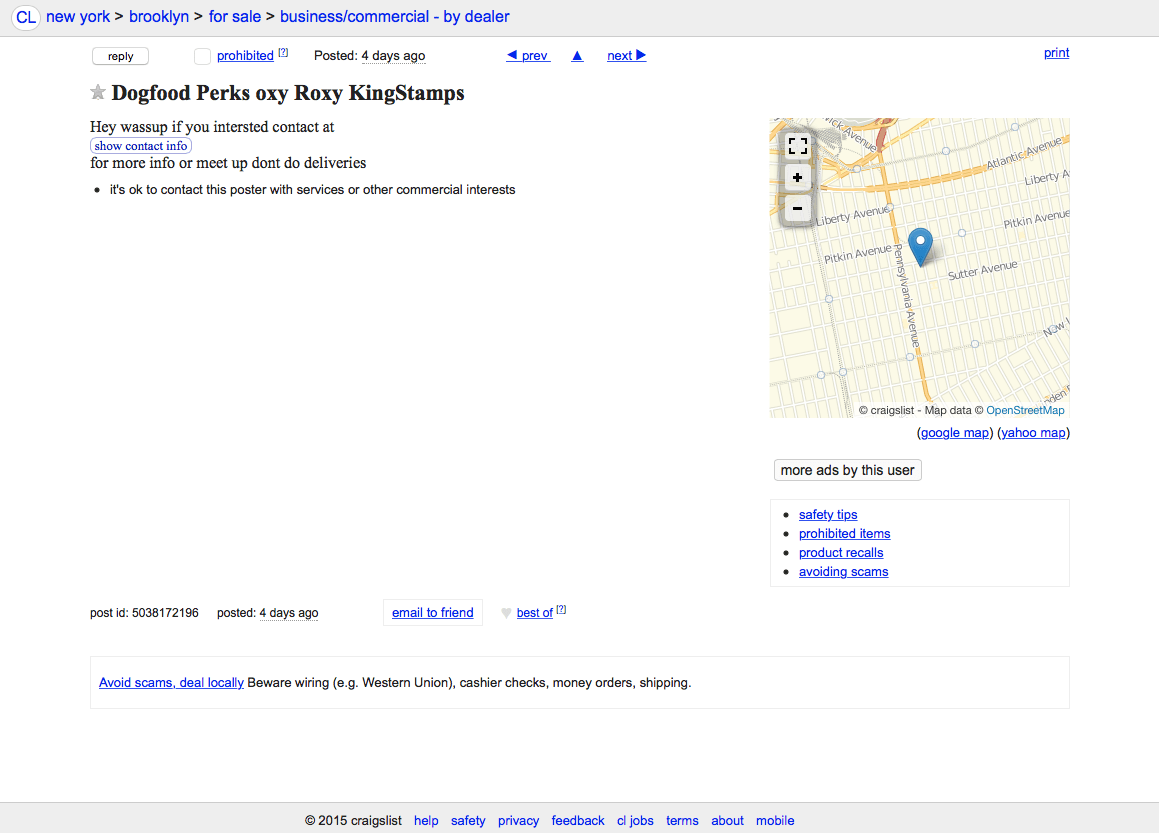 CL new york > brooklyn > for sale > business/commercial - by dealer
reply prohibited [?] Posted: 4 days ago ◀ prev ▲ next ▶ print
Dogfood Perks oxy Roxy KingStamps
Hey wassup if you intersted contact at
show contact info
for more info or meet up dont do deliveries
• it's ok to contact this poster with services or other commercial interests
Avenue
Atlantic Avenue
Liberty A
+
Liberty Avenue
−
Pitkin Avenue
Pitkin Avenue
Sutter Avenue
Pennsylvania Avenue
© craigslist - Map data © OpenStreetMap
(google map) (yahoo map)
more ads by this user
• safety tips
• prohibited items
• product recalls
• avoiding scams
post id: 5038172196 posted: 4 days ago email to friend ♥ best of [?]
Avoid scams, deal locally Beware wiring (e.g. Western Union), cashier checks, money orders, shipping.
© 2015 craigslist help safety privacy feedback cl jobs terms about mobile